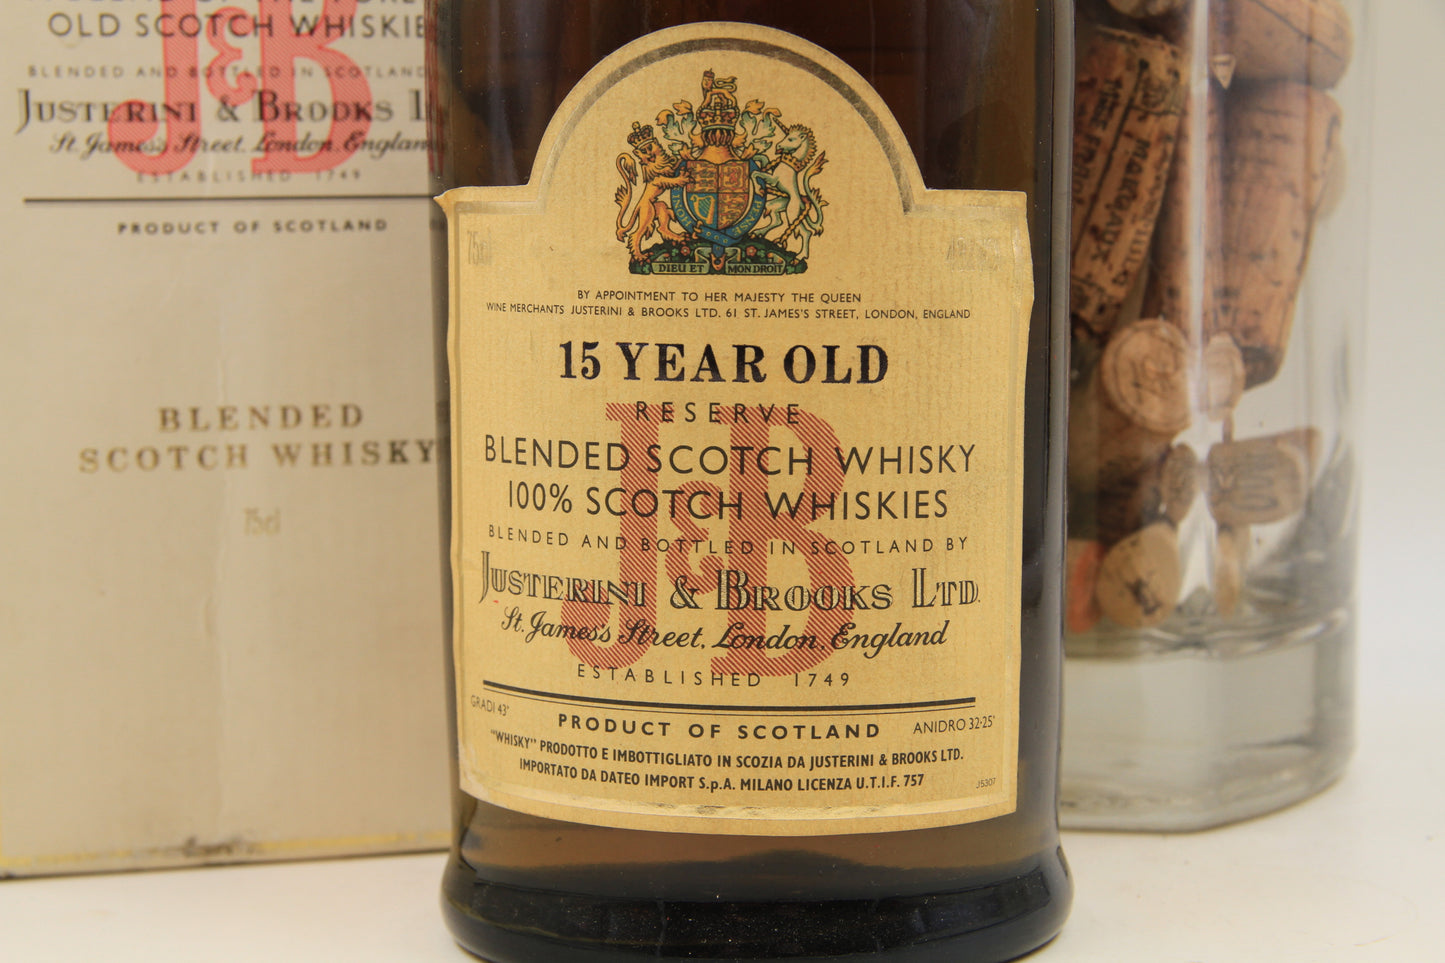 OLD SCOTCH WHISKIE
BLENDED AND BOTTLED IN SCOTLAND
JUSTERINI & BROOKS
St. James's Street, London, England
ESTABLISHED 1749
J&B
PRODUCT OF SCOTLAND
BLENDED
SCOTCH WHISKY
75cl
DIEU ET MON DROIT
75cl
BY APPOINTMENT TO HER MAJESTY THE QUEEN
WINE MERCHANTS JUSTERINI & BROOKS LTD. 61 ST. JAMES'S STREET, LONDON, ENGLAND
15 YEAR OLD
RESERVE
J&B
BLENDED SCOTCH WHISKY
100% SCOTCH WHISKIES
BLENDED AND BOTTLED IN SCOTLAND BY
JUSTERINI & BROOKS LTD.
St. James's Street, London, England
ESTABLISHED 1749
GRADI 43° PRODUCT OF SCOTLAND ANIDRO 32·25°
"WHISKY" PRODOTTO E IMBOTTIGLIATO IN SCOZIA DA JUSTERINI & BROOKS LTD.
IMPORTATO DA DATEO IMPORT S.p.A. MILANO LICENZA U.T.I.F. 757
J5307